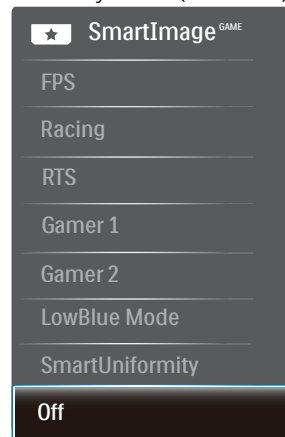 SmartImage GAME
FPS
Racing
RTS
Gamer 1
Gamer 2
LowBlue Mode
SmartUniformity
Off